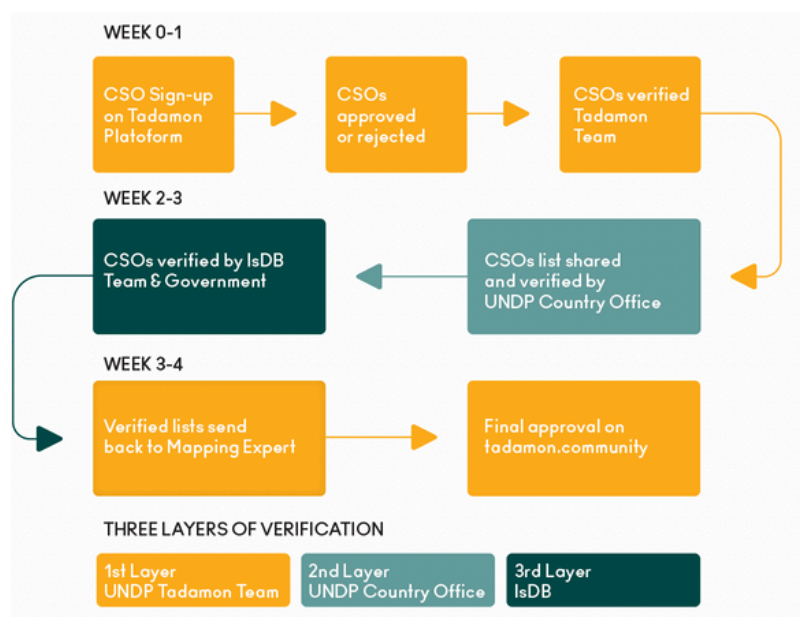 WEEK 0-1
CSO Sign-up
on Tadamon
Platoform
CSOs
approved
or rejected
CSOs verified
Tadamon
Team
WEEK 2-3
CSOs verified by IsDB
Team & Government
CSOs list shared
and verified by
UNDP Country Office
WEEK 3-4
Verified lists send
back to Mapping Expert
Final approval on
tadamon.community
THREE LAYERS OF VERIFICATION
1st Layer
UNDP Tadamon Team
2nd Layer
UNDP Country Office
3rd Layer
IsDB